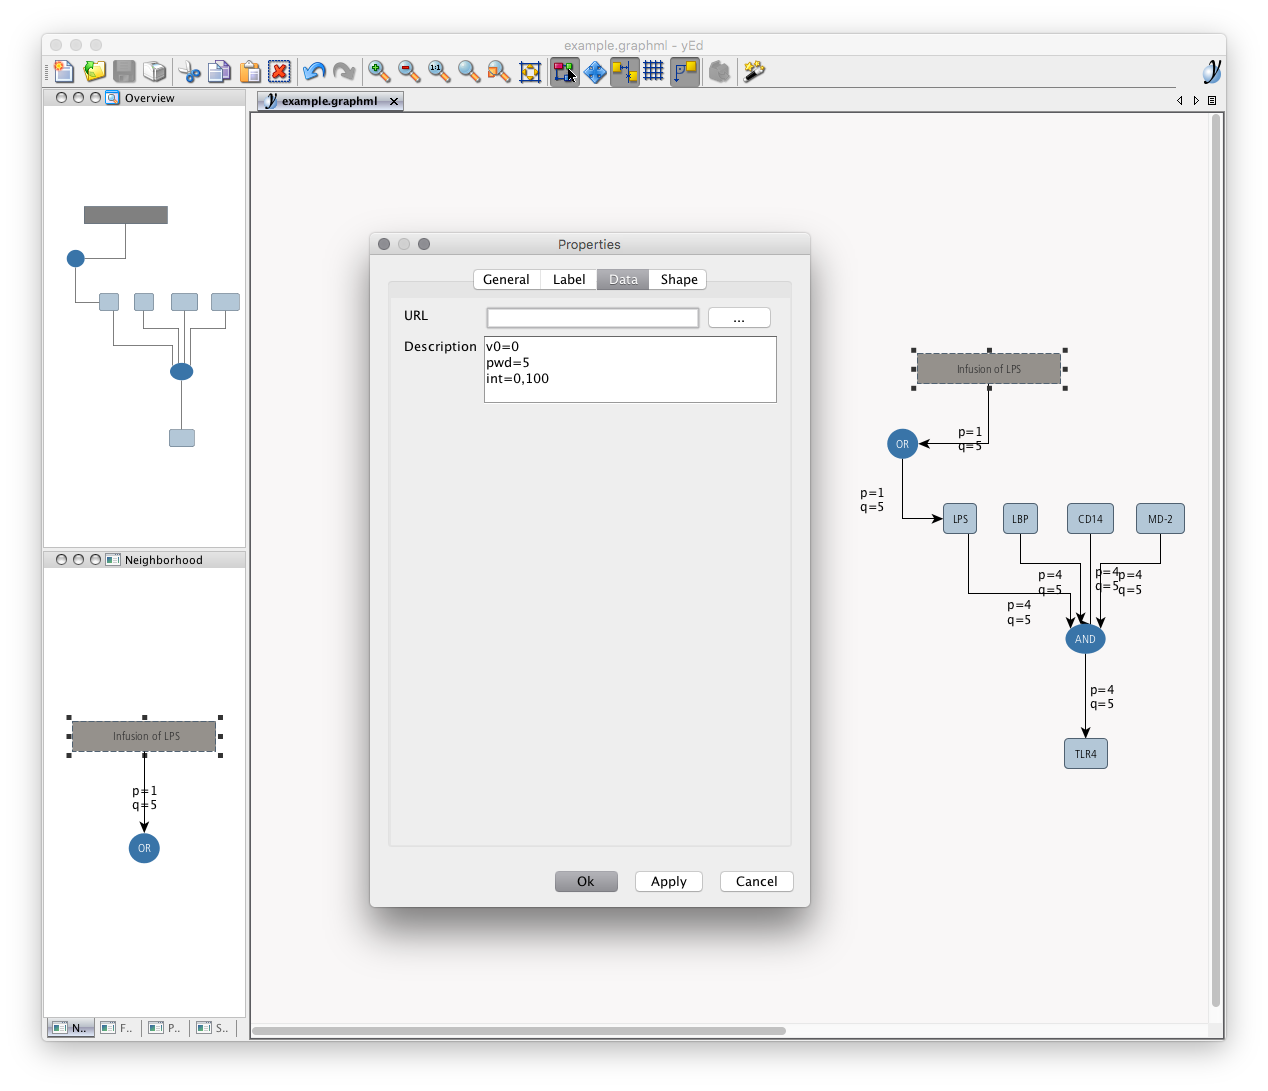 example.graphml - yEd
1:1
y
Overview
y example.graphml
Properties
General Label Data Shape
URL
...
Description
v0=0
pwd=5
int=0,100
Ok Apply Cancel
Infusion of LPS
p=1
q=5
OR
p=1
q=5
LPS LBP CD14 MD-2
p=4
q=5
p=4
q=5
p=4
q=5
p=4
q=5
AND
p=4
q=5
TLR4
Neighborhood
Infusion of LPS
p=1
q=5
OR
N.. F.. P.. S..